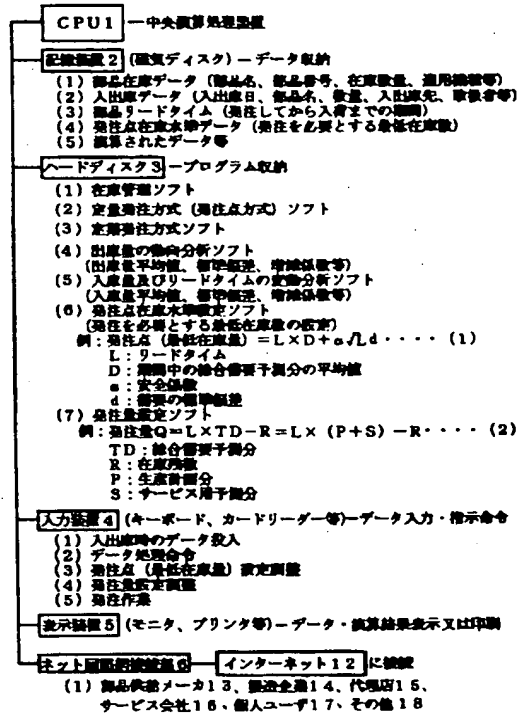 CPU1 ―中央演算処理装置
記憶装置2 (磁気ディスク) ―データ収納
(1) 部品在庫データ (部品名、部品番号、在庫数量、適用機種等)
(2) 入出庫データ (入出庫日、部品名、数量、入出庫先、取扱者等)
(3) 部品リードタイム (発注してから入荷までの期間)
(4) 発注点在庫水準データ (発注を必要とする最低在庫数)
(5) 演算されたデータ等
ハードディスク3 ―プログラム収納
(1) 在庫管理ソフト
(2) 定量発注方式 (発注点方式) ソフト
(3) 定期発注方式ソフト
(4) 出庫量の動向分析ソフト
(出庫量平均値、標準偏差、増減係数等)
(5) 入庫量及びリードタイムの変動分析ソフト
(入庫量平均値、標準偏差、増減係数等)
(6) 発注点在庫水準設定ソフト
(発注を必要とする最低在庫数の設定)
例:発注点 (最低在庫量) =L×D+α√Ld・・・・ (1)
L:リードタイム
D:期間中の総合需要予測分の平均値
α:安全係数
d:需要の標準偏差
(7) 発注量設定ソフト
例:発注量Q=L×TD−R=L× (P+S) −R・・・・ (2)
TD:総合需要予測分
R:在庫残数
P:生産計画分
S:サービス用予測分
入力装置4 (キーボード、カードリーダー等)―データ入力・指示命令
(1) 入出庫時のデータ投入
(2) データ処理命令
(3) 発注点 (最低在庫量) 設定調整
(4) 発注量設定調整
(5) 発注作業
表示装置5 (モニタ、プリンタ等) ―データ・演算結果表示又は印刷
ネット 6 インターネット12 に接続
(1) 部品供給メーカ13、製造企業14、代理店15、
サービス会社16、個人ユーザ17、その他18